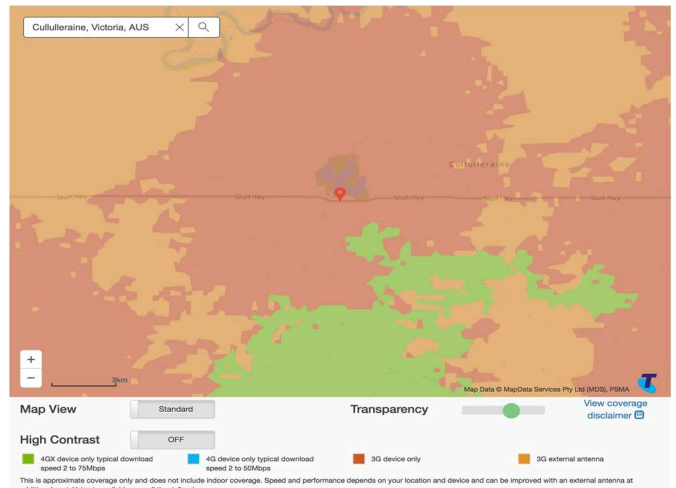 Cullulleraine, Victoria, AUS
Cullulleraine
Sturt Hwy
Sturt Hwy
Sturt Hwy
Sturt Hwy
Sturt Hwy
+
−
3km
Map Data © MapData Services Pty Ltd (MDS), PSMA
Map View
Standard
Transparency
View coverage
disclaimer
High Contrast
OFF
4GX device only typical download
speed 2 to 75Mbps
4G device only typical download
speed 2 to 50Mbps
3G device only
3G external antenna
This is approximate coverage only and does not include indoor coverage. Speed and performance depends on your location and device and can be improved with an external antenna at